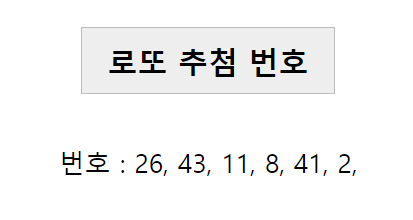 로또 추첨 번호
번호 : 26, 43, 11, 8, 41, 2,